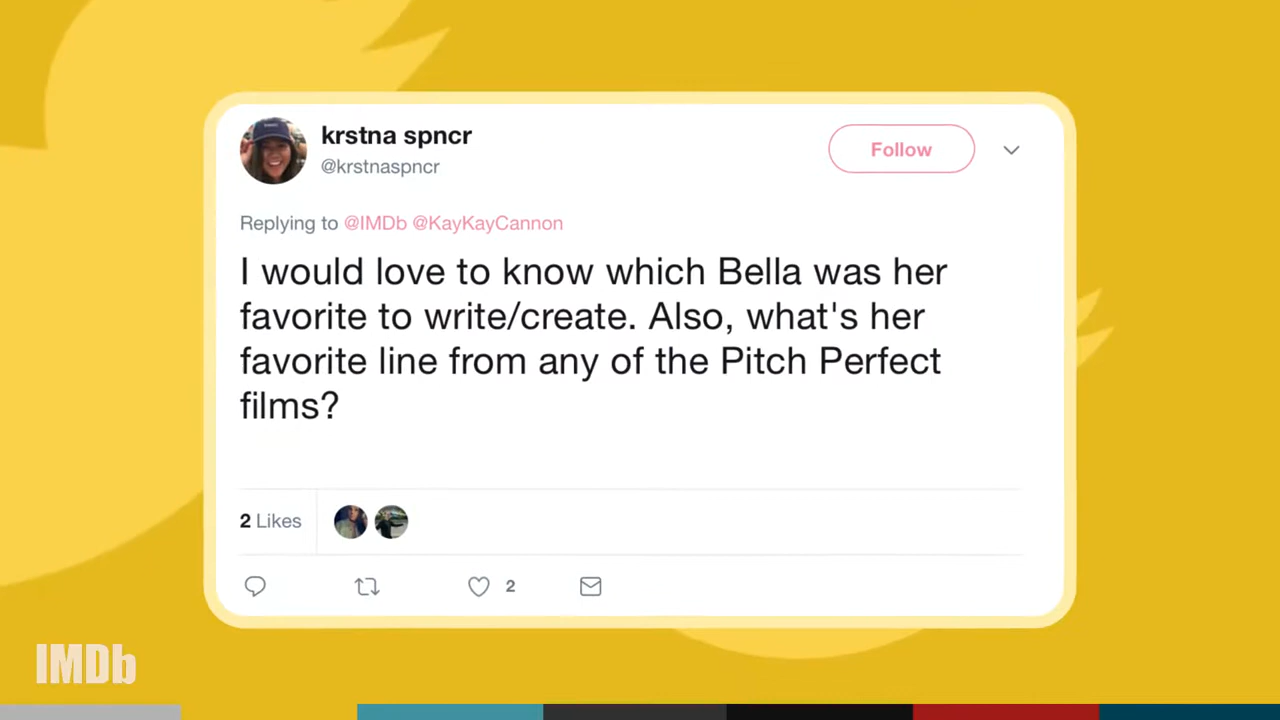 krstna spncr
@krstnaspncr
Follow
Replying to @IMDb @KayKayCannon
I would love to know which Bella was her
favorite to write/create. Also, what's her
favorite line from any of the Pitch Perfect
films?
2 Likes
2
IMDb